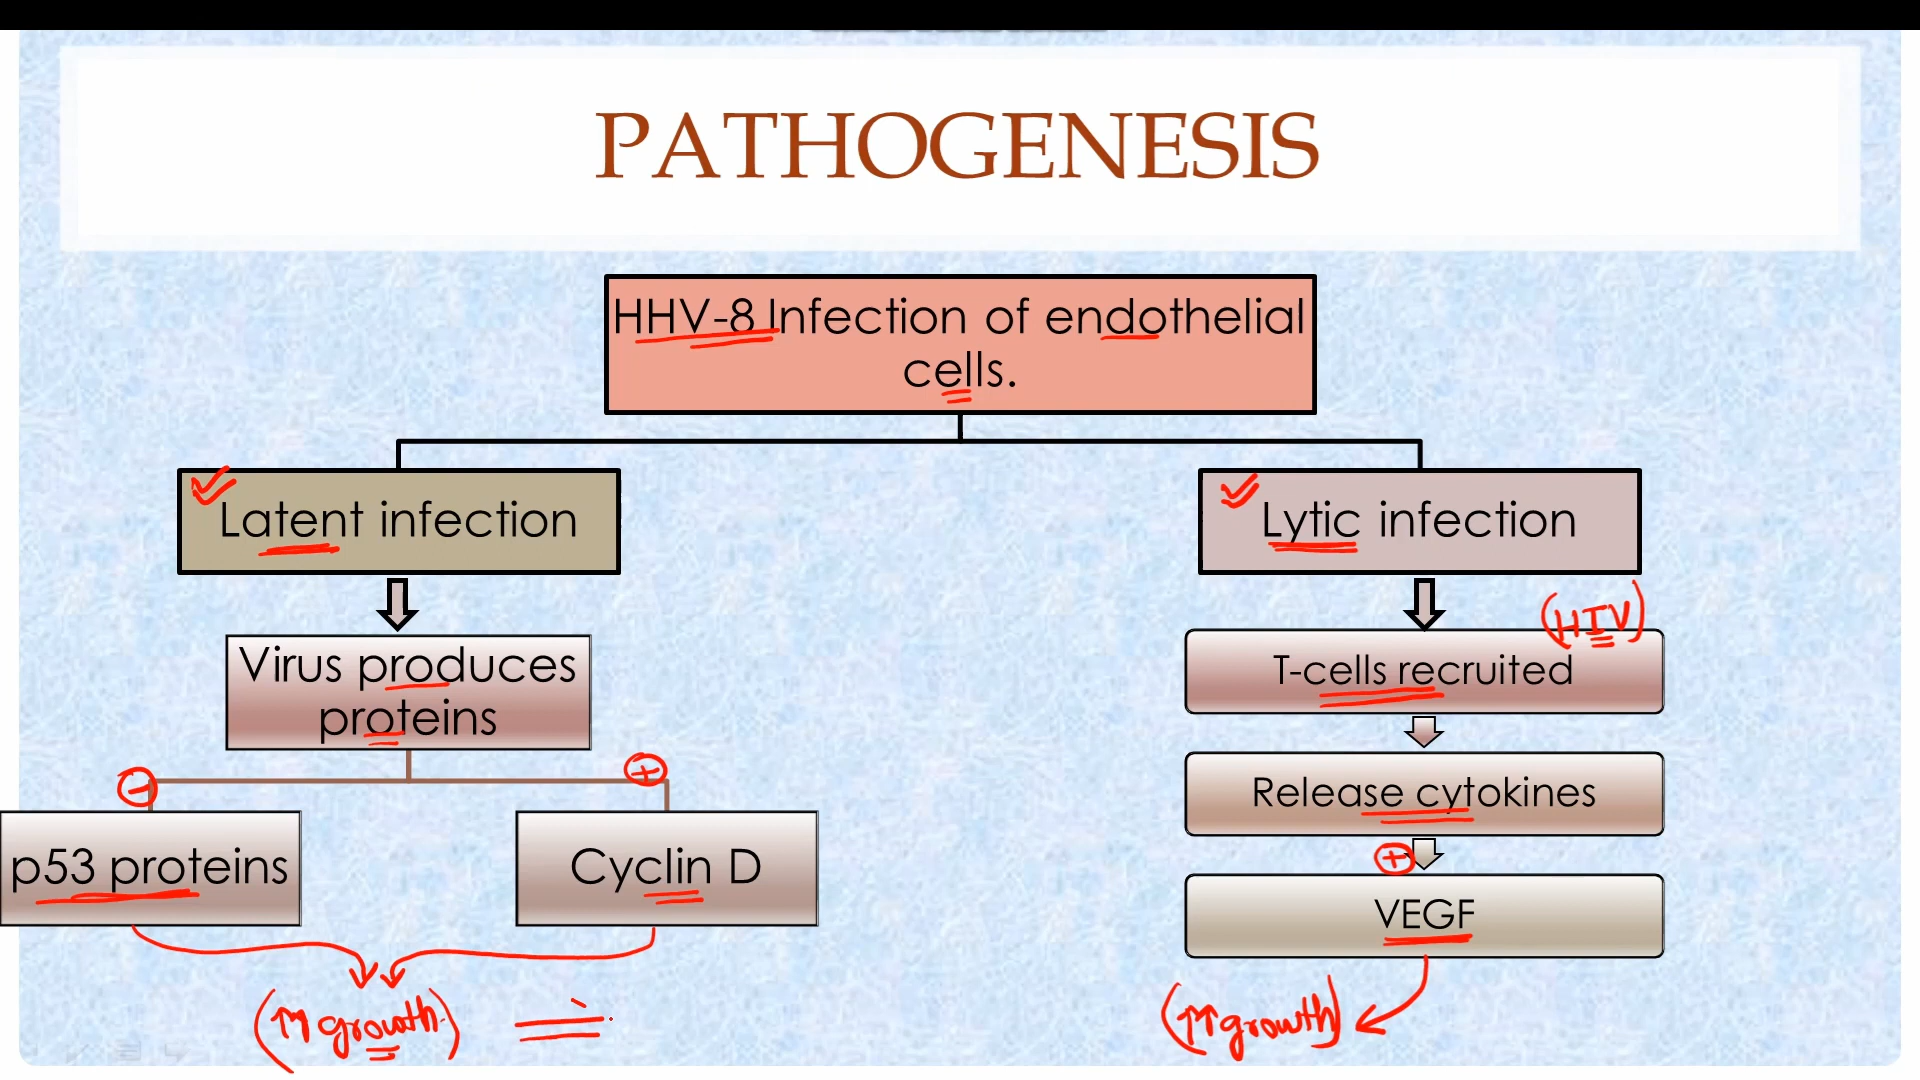 PATHOGENESIS
HHV-8 Infection of endothelial
cells.
Latent infection
Lytic infection
(HIV)
Virus produces
proteins
T-cells recruited
Release cytokines
p53 proteins
Cyclin D
VEGF
(↑↑ growth)
(↑↑ growth)